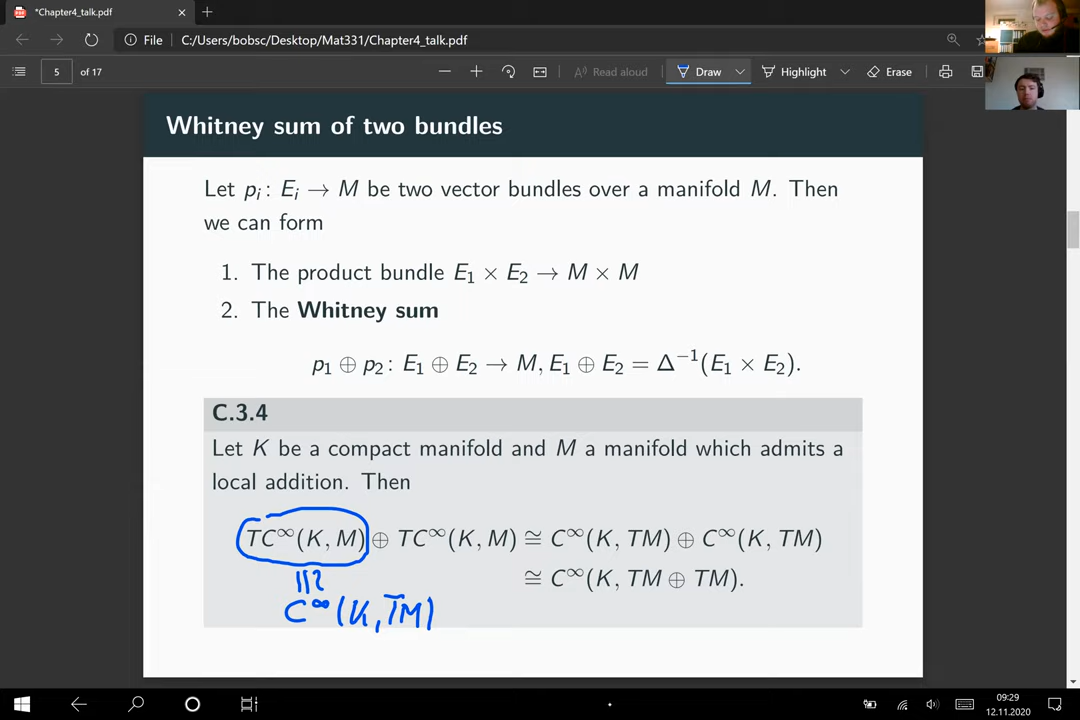 *Chapter4_talk.pdf
File C:/Users/bobsc/Desktop/Mat331/Chapter4_talk.pdf
5 of 17 Read aloud Draw Highlight Erase
Whitney sum of two bundles
Let pᵢ: Eᵢ → M be two vector bundles over a manifold M. Then
we can form
1. The product bundle E₁ × E₂ → M × M
2. The Whitney sum
p₁ ⊕ p₂: E₁ ⊕ E₂ → M, E₁ ⊕ E₂ = Δ⁻¹(E₁ × E₂).
C.3.4
Let K be a compact manifold and M a manifold which admits a
local addition. Then
TC∞(K, M) ⊕ TC∞(K, M) ≅ C∞(K, TM) ⊕ C∞(K, TM)
≅ C∞(K, TM ⊕ TM).
C∞(K, TM)
09:29
12.11.2020